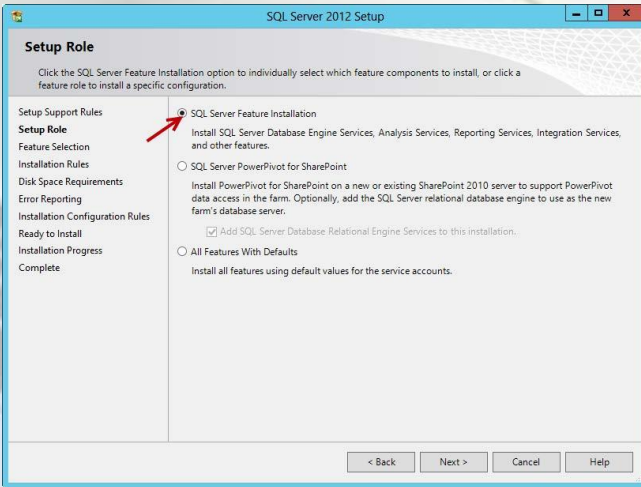 SQL Server 2012 Setup
Setup Role
Click the SQL Server Feature Installation option to individually select which feature components to install, or click a
feature role to install a specific configuration.
Setup Support Rules
Setup Role
Feature Selection
Installation Rules
Disk Space Requirements
Error Reporting
Installation Configuration Rules
Ready to Install
Installation Progress
Complete
SQL Server Feature Installation
Install SQL Server Database Engine Services, Analysis Services, Reporting Services, Integration Services,
and other features.
SQL Server PowerPivot for SharePoint
Install PowerPivot for SharePoint on a new or existing SharePoint 2010 server to support PowerPivot
data access in the farm. Optionally, add the SQL Server relational database engine to use as the new
farm's database server.
Add SQL Server Database Relational Engine Services to this installation.
All Features With Defaults
Install all features using default values for the service accounts.
< Back
Next >
Cancel
Help